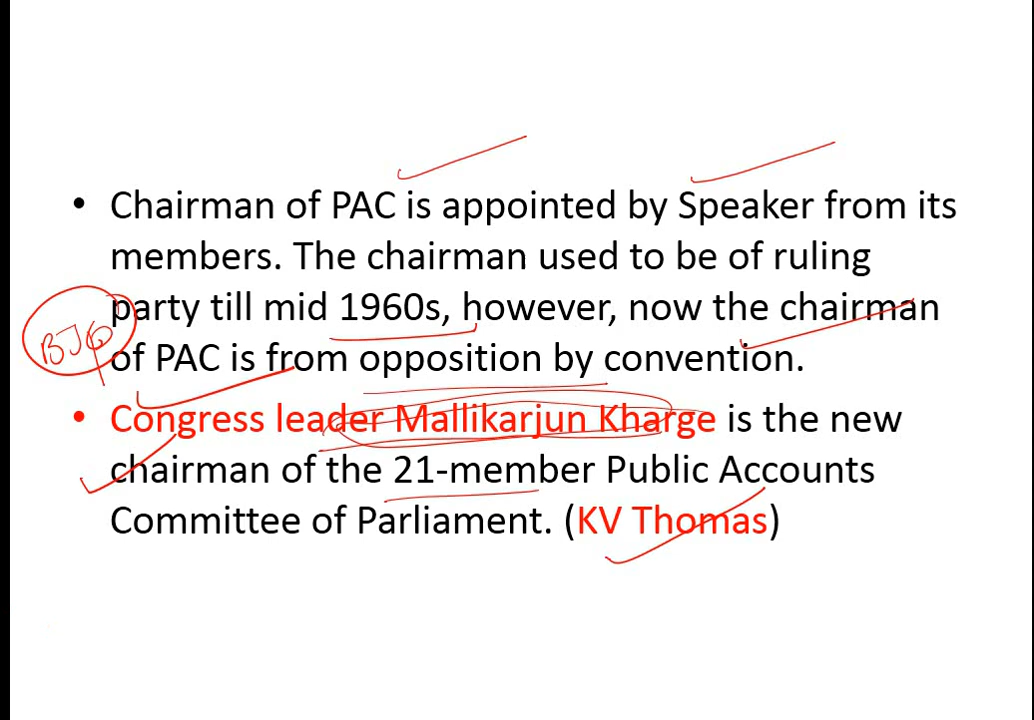 • Chairman of PAC is appointed by Speaker from its
members. The chairman used to be of ruling
party till mid 1960s, however, now the chairman
of PAC is from opposition by convention.
• Congress leader Mallikarjun Kharge is the new
chairman of the 21-member Public Accounts
Committee of Parliament. (KV Thomas)